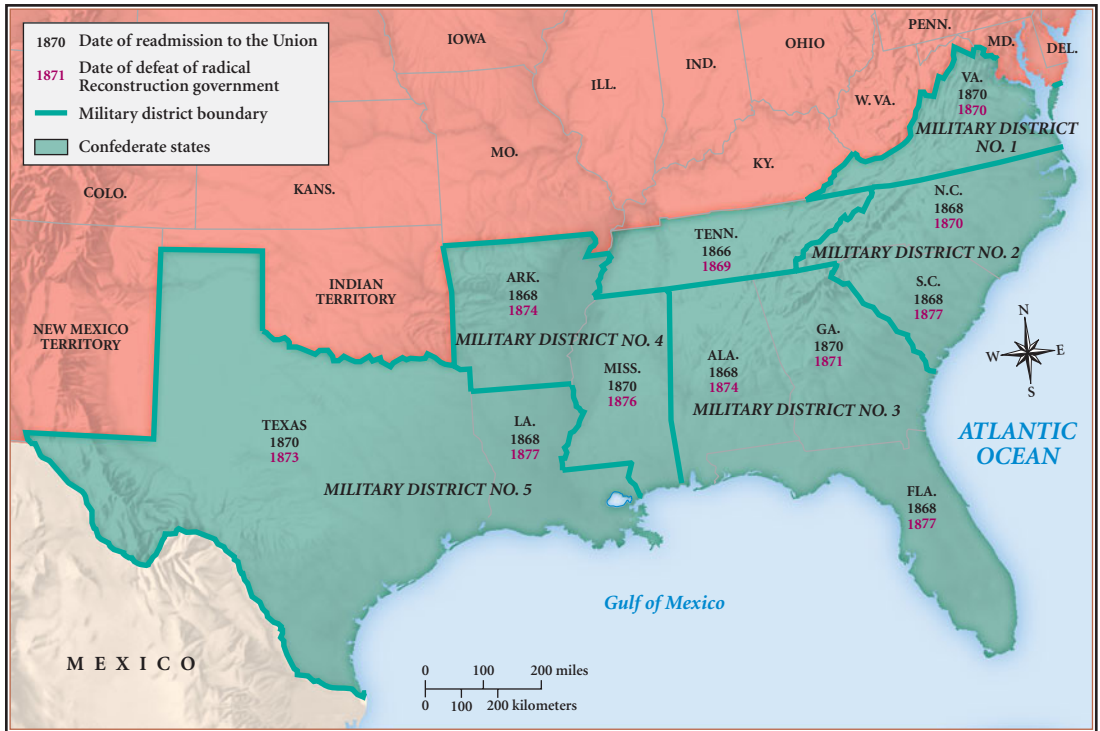 1870 Date of readmission to the Union
1871 Date of defeat of radical
Reconstruction government
Military district boundary
Confederate states
IOWA
ILL.
IND.
OHIO
PENN.
MD.
DEL.
W. VA.
VA.
1870
1870
MILITARY DISTRICT
NO. 1
COLO.
KANS.
MO.
KY.
N.C.
1868
1870
TENN.
1866
1869
MILITARY DISTRICT NO. 2
S.C.
1868
1877
NEW MEXICO
TERRITORY
INDIAN
TERRITORY
ARK.
1868
1874
MILITARY DISTRICT NO. 4
MISS.
1870
1876
ALA.
1868
1874
GA.
1870
1871
MILITARY DISTRICT NO. 3
N
W
E
S
TEXAS
1870
1873
LA.
1868
1877
MILITARY DISTRICT NO. 5
ATLANTIC
OCEAN
FLA.
1868
1877
Gulf of Mexico
MEXICO
0 100 200 miles
0 100 200 kilometers